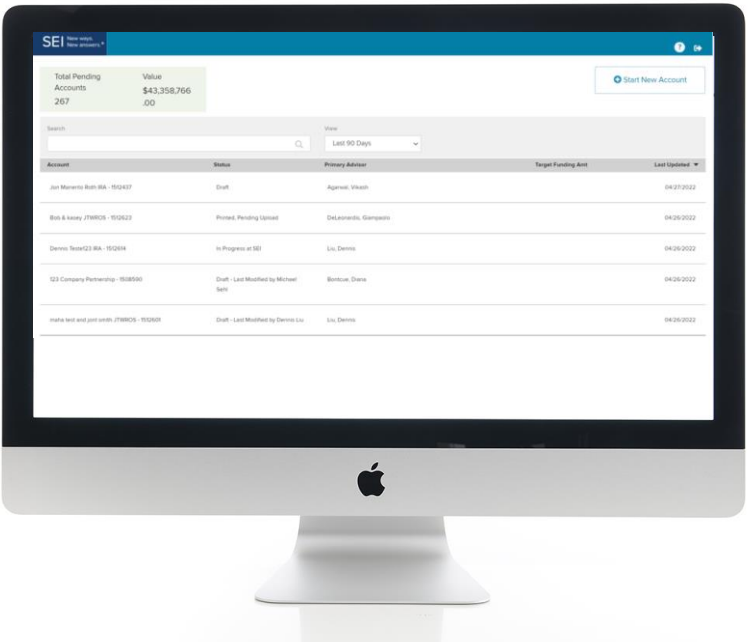 SEI New ways.
New answers.®
?
Total Pending Accounts
267
Value
$43,358,766
.00
Start New Account
Search
View
Last 90 Days
Account Status Primary Advisor Target Funding Amt Last Updated
Jon Manento Roth IRA - 1512437 Draft Agarwal, Vikash 04/27/2022
Bob & kacey JTWROS - 1512623 Printed, Pending Upload DeLeonardis, Giampaolo 04/26/2022
Dennis Teste123 IRA - 1512614 In Progress at SEI Liu, Dennis 04/26/2022
123 Company Partnership - 1508590 Draft - Last Modified by Michael Diana 04/26/2022
maha test and joint smith JTWROS - 1512601 Draft - Last Modified by Dennis Liu Liu, Dennis 04/26/2022